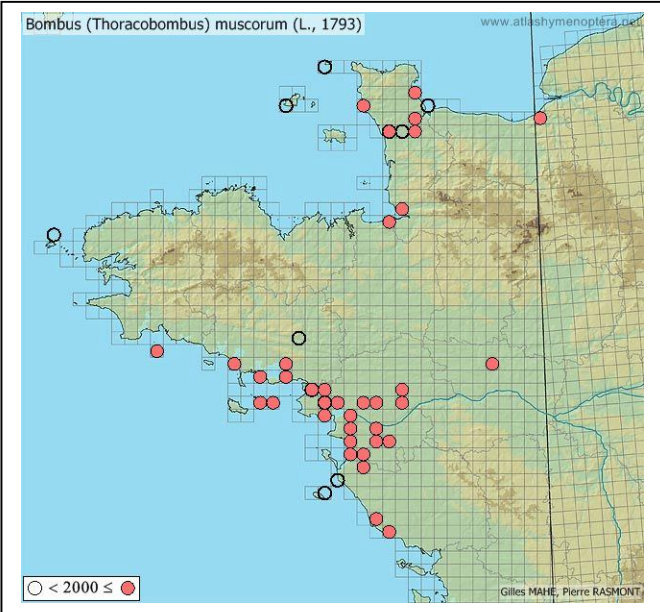 Bombus (Thoracobombus) muscorum (L., 1793)
www.atlashymenoptera.net
< 2000 ≤
Gilles MAHE, Pierre RASMONT